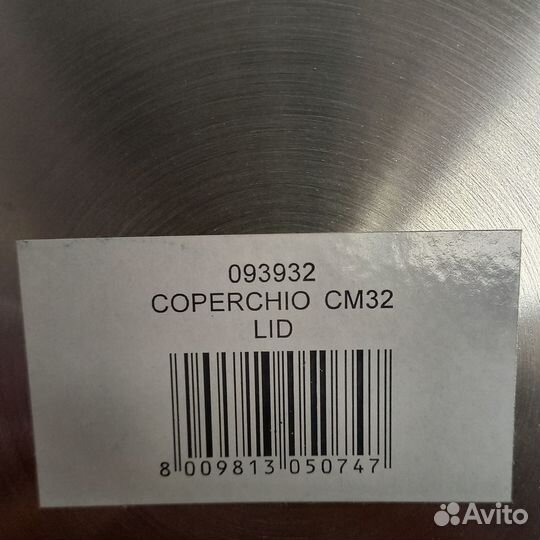 093932
COPERCHIO CM32
LID
8 009813 050747
Avito